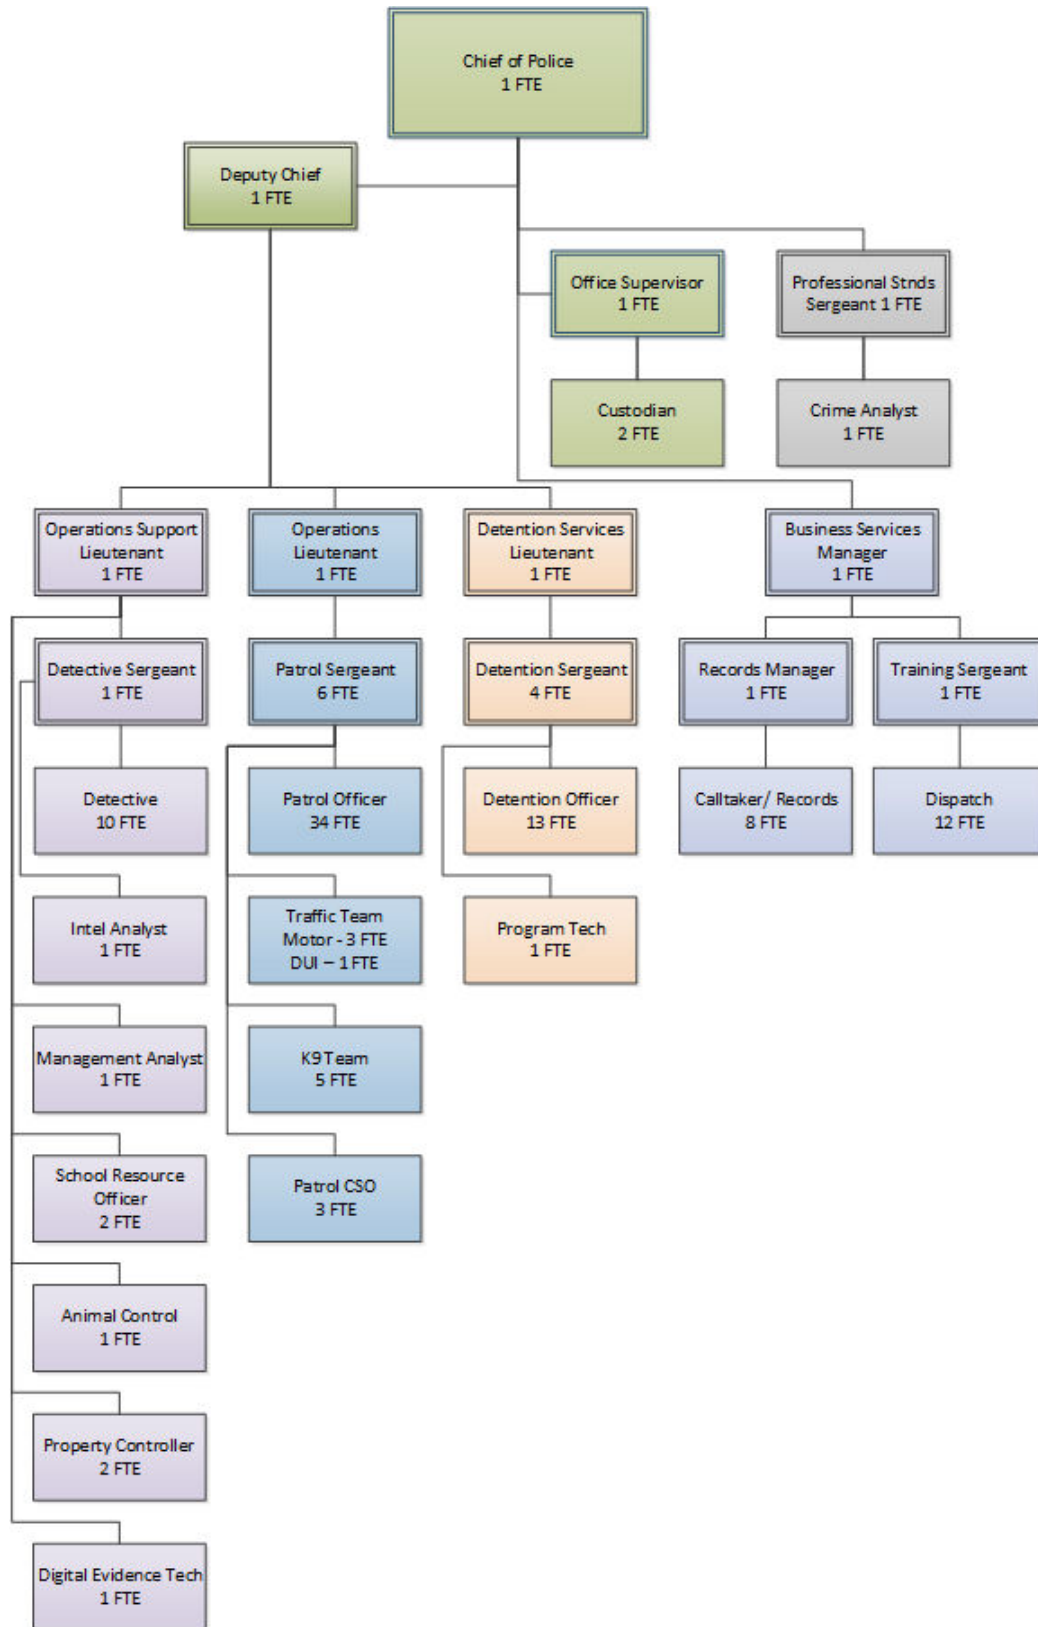 Chief of Police
1 FTE
Deputy Chief
1 FTE
Office Supervisor
1 FTE
Professional Stnds
Sergeant 1 FTE
Custodian
2 FTE
Crime Analyst
1 FTE
Operations Support
Lieutenant
1 FTE
Operations
Lieutenant
1 FTE
Detention Services
Lieutenant
1 FTE
Business Services
Manager
1 FTE
Detective Sergeant
1 FTE
Patrol Sergeant
6 FTE
Detention Sergeant
4 FTE
Records Manager
1 FTE
Training Sergeant
1 FTE
Detective
10 FTE
Patrol Officer
34 FTE
Detention Officer
13 FTE
Calltaker/ Records
8 FTE
Dispatch
12 FTE
Intel Analyst
1 FTE
Traffic Team
Motor - 3 FTE
DUI – 1 FTE
Program Tech
1 FTE
Management Analyst
1 FTE
K9 Team
5 FTE
School Resource
Officer
2 FTE
Patrol CSO
3 FTE
Animal Control
1 FTE
Property Controller
2 FTE
Digital Evidence Tech
1 FTE